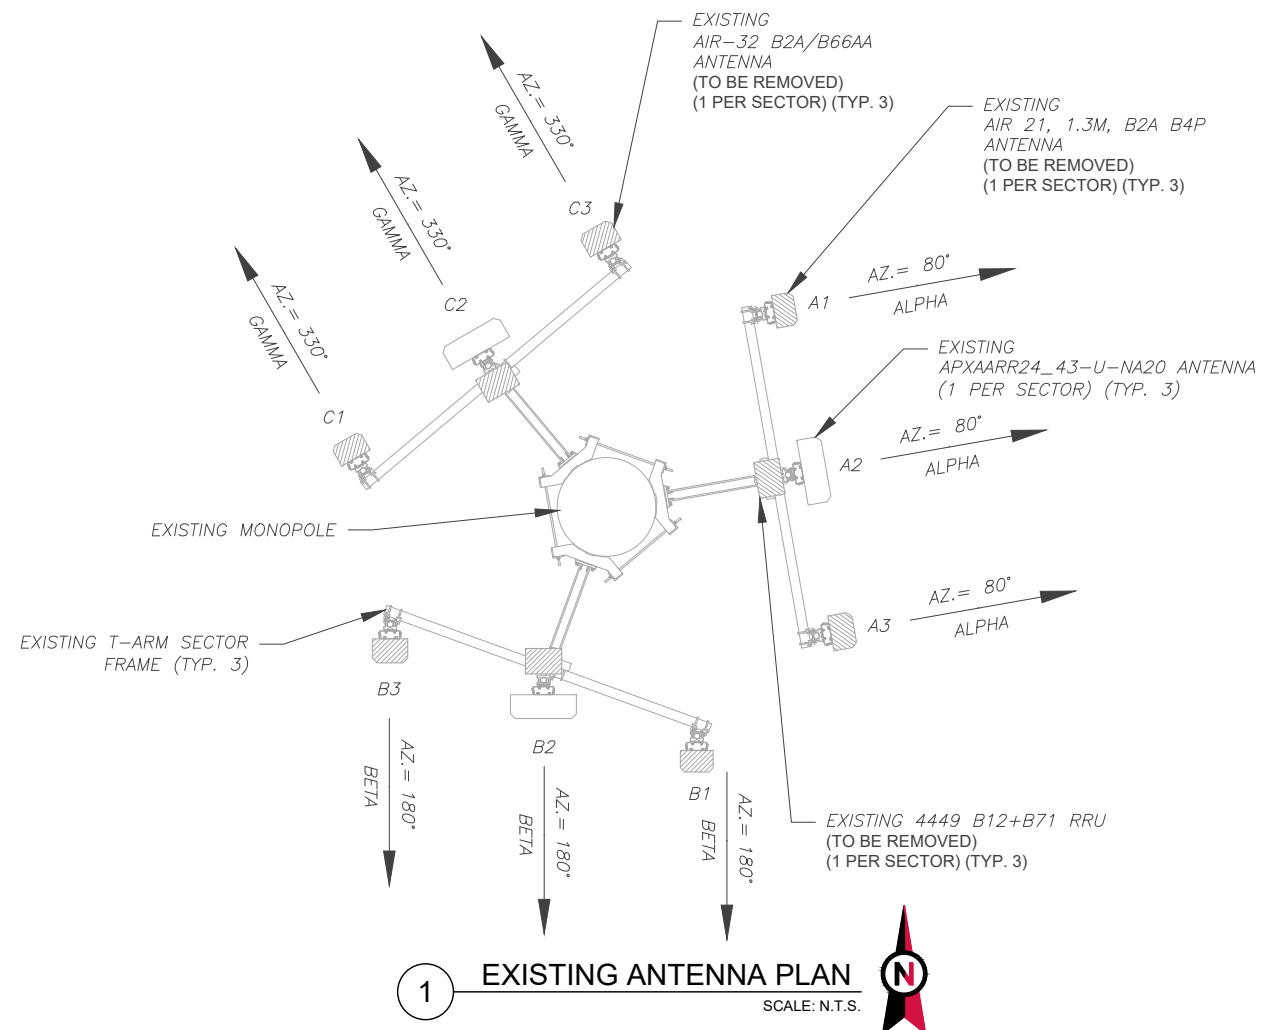 EXISTING
AIR-32 B2A/B66AA
ANTENNA
(TO BE REMOVED)
(1 PER SECTOR) (TYP. 3)
EXISTING
AIR 21, 1.3M, B2A B4P
ANTENNA
(TO BE REMOVED)
(1 PER SECTOR) (TYP. 3)
AZ.= 330°
GAMMA
C3
AZ.= 330°
GAMMA
C2
AZ.= 330°
GAMMA
C1
A1
AZ.= 80°
ALPHA
EXISTING
APXAARR24_43-U-NA20 ANTENNA
(1 PER SECTOR) (TYP. 3)
A2
AZ.= 80°
ALPHA
EXISTING MONOPOLE
A3
AZ.= 80°
ALPHA
EXISTING T-ARM SECTOR
FRAME (TYP. 3)
B3
AZ.= 180°
BETA
B2
AZ.= 180°
BETA
B1
AZ.= 180°
BETA
EXISTING 4449 B12+B71 RRU
(TO BE REMOVED)
(1 PER SECTOR) (TYP. 3)
1
EXISTING ANTENNA PLAN
SCALE: N.T.S.
N